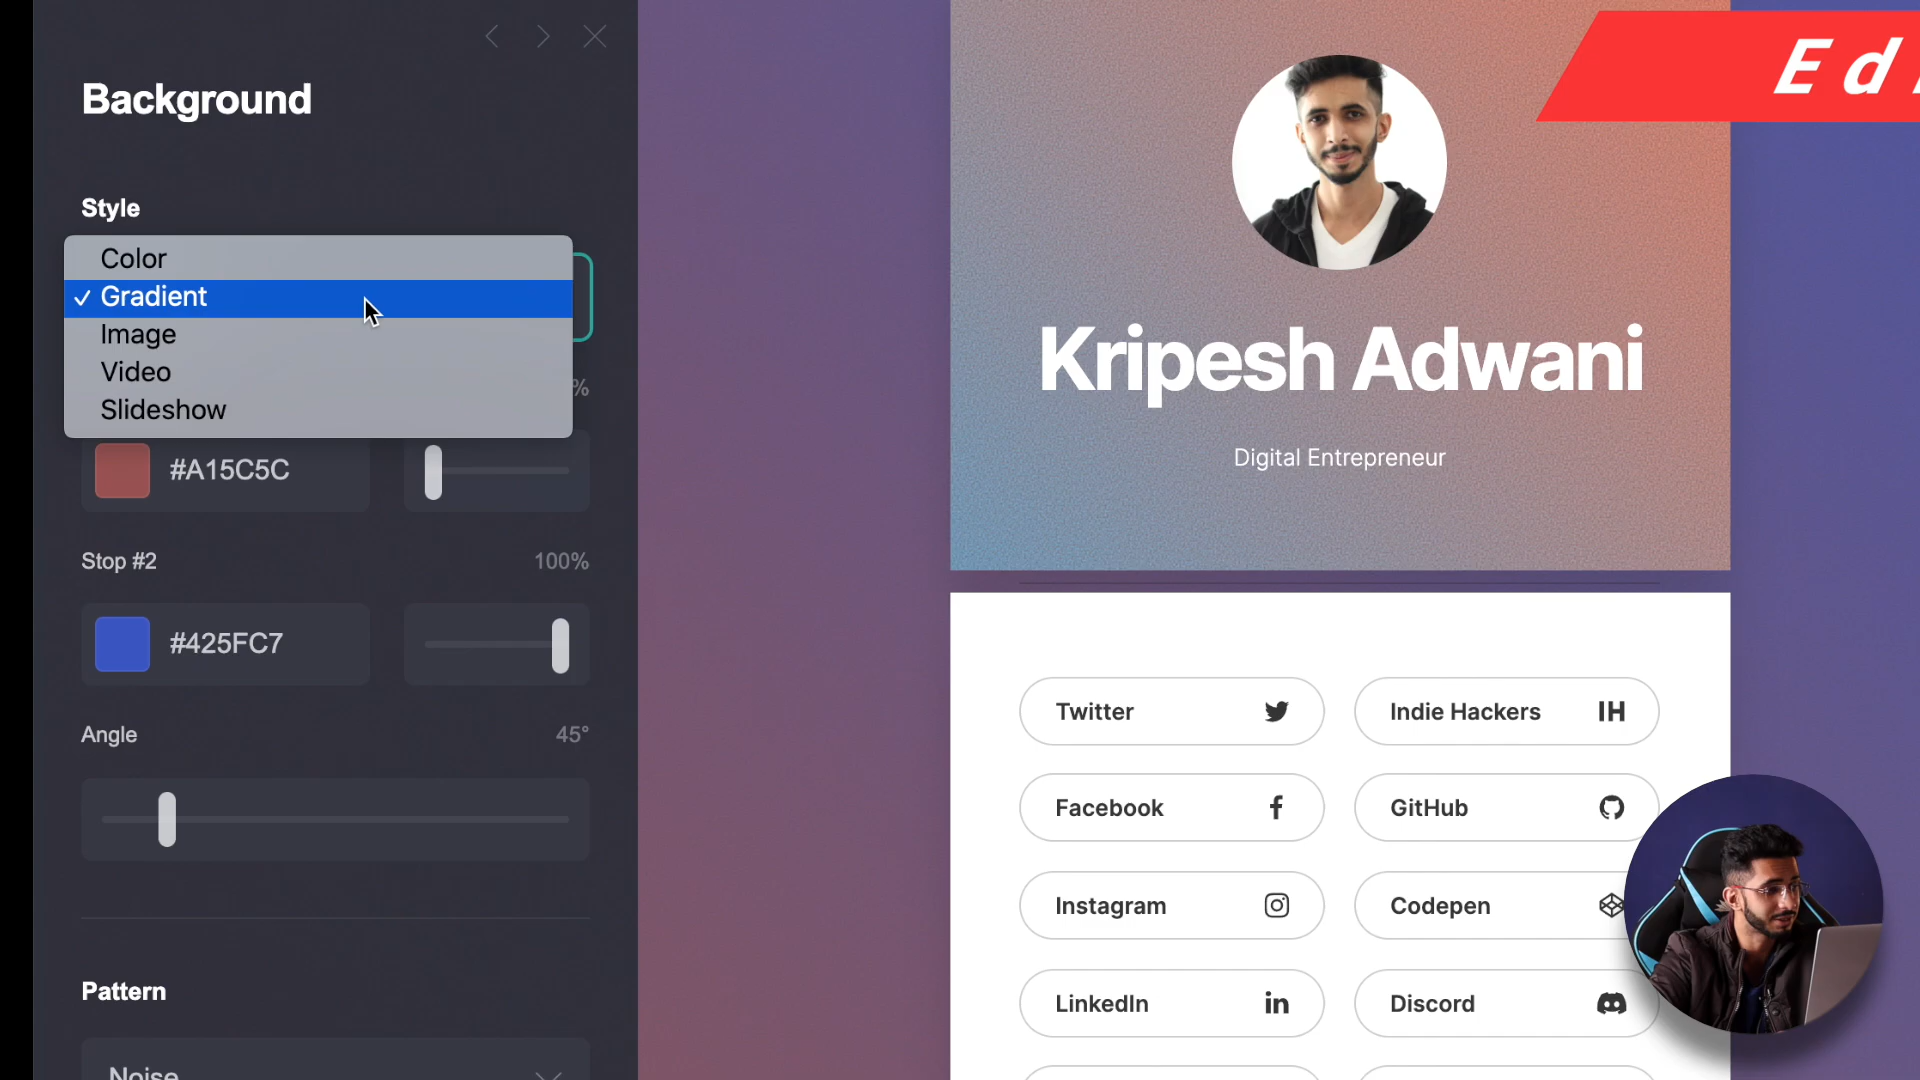 Background
Style
Color
✓ Gradient
Image
Video
Slideshow
%
#A15C5C
Stop #2
100%
#425FC7
Angle
45°
Pattern
Noise
Ed
Kripesh Adwani
Digital Entrepreneur
Twitter
Indie Hackers
IH
Facebook
GitHub
Instagram
Codepen
LinkedIn
in
Discord